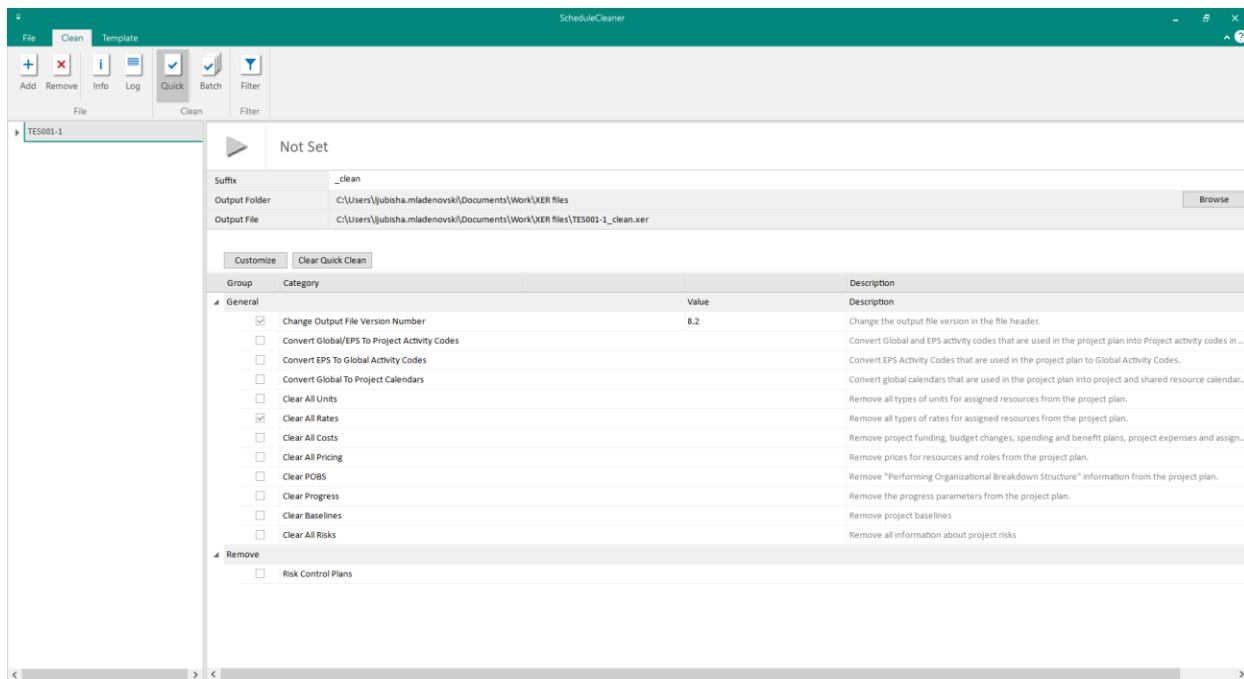 ScheduleCleaner
File Clean Template
Add Remove Info Log Quick Batch Filter
File Clean Filter
TES001-1
Not Set
Suffix _clean
Output Folder C:\Users\ljubisha.mladenovski\Documents\Work\XER files Browse
Output File C:\Users\ljubisha.mladenovski\Documents\Work\XER files\TES001-1_clean.xer
Customize Clear Quick Clean
Group Category Description
General Value Description
Change Output File Version Number 8.2 Change the output file version in the file header.
Convert Global/EPS To Project Activity Codes Convert Global and EPS activity codes that are used in the project plan into Project activity codes in ...
Convert EPS To Global Activity Codes Convert EPS Activity Codes that are used in the project plan to Global Activity Codes.
Convert Global To Project Calendars Convert global calendars that are used in the project plan into project and shared resource calendar...
Clear All Units Remove all types of units for assigned resources from the project plan.
Clear All Rates Remove all types of rates for assigned resources from the project plan.
Clear All Costs Remove project funding, budget changes, spending and benefit plans, project expenses and assign...
Clear All Pricing Remove prices for resources and roles from the project plan.
Clear POBS Remove "Performing Organizational Breakdown Structure" information from the project plan.
Clear Progress Remove the progress parameters from the project plan.
Clear Baselines Remove project baselines
Clear All Risks Remove all information about project risks
Remove
Risk Control Plans